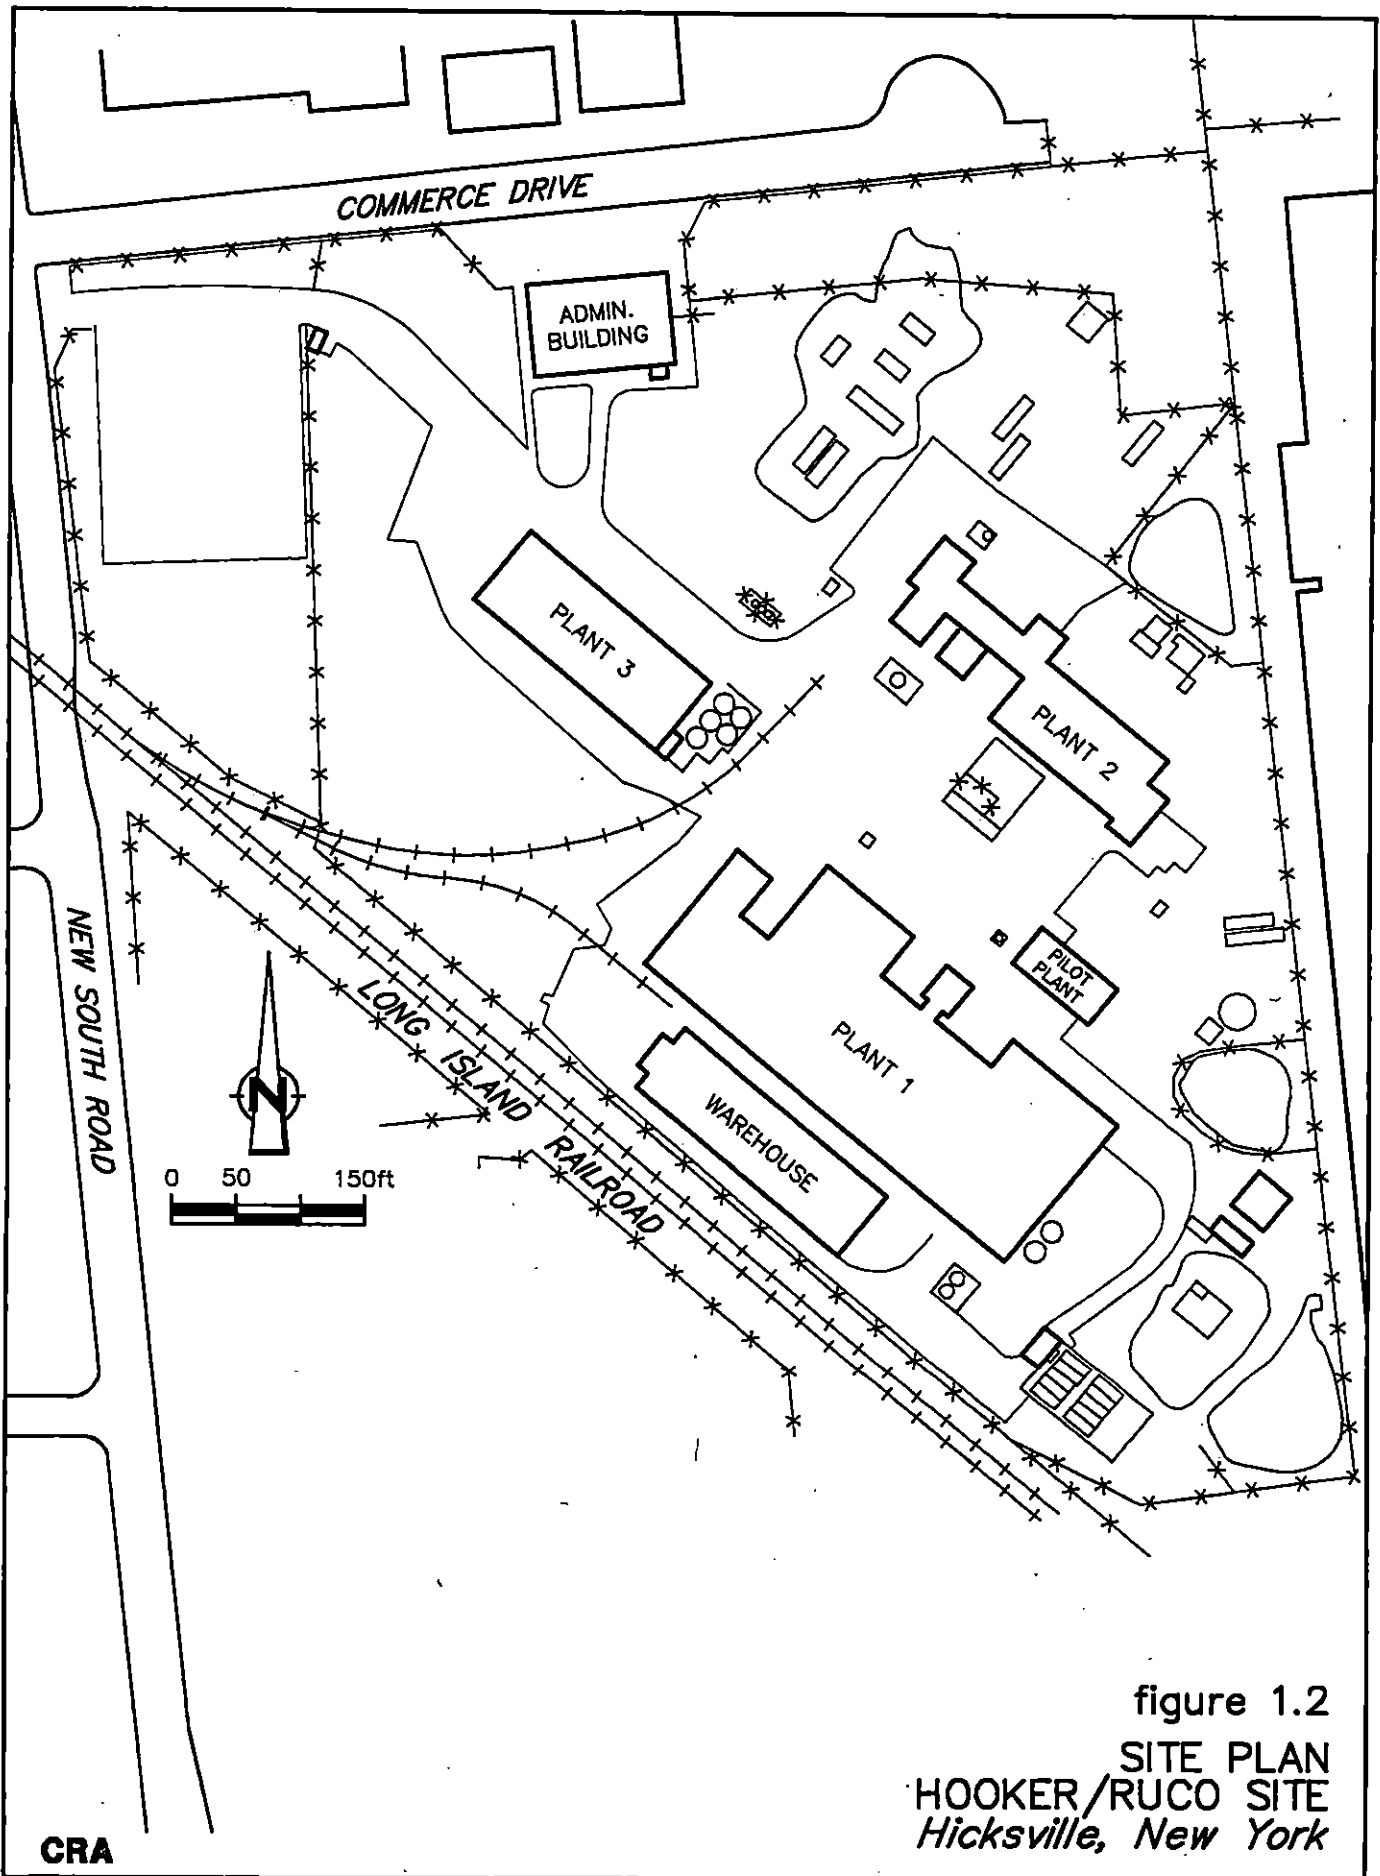 COMMERCE DRIVE
ADMIN.
BUILDING
PLANT 3
PLANT 2
PILOT
PLANT
PLANT 1
WAREHOUSE
NEW SOUTH ROAD
LONG ISLAND RAILROAD
N
0 50 150ft
figure 1.2
SITE PLAN
HOOKER/RUCO SITE
Hicksville, New York
CRA